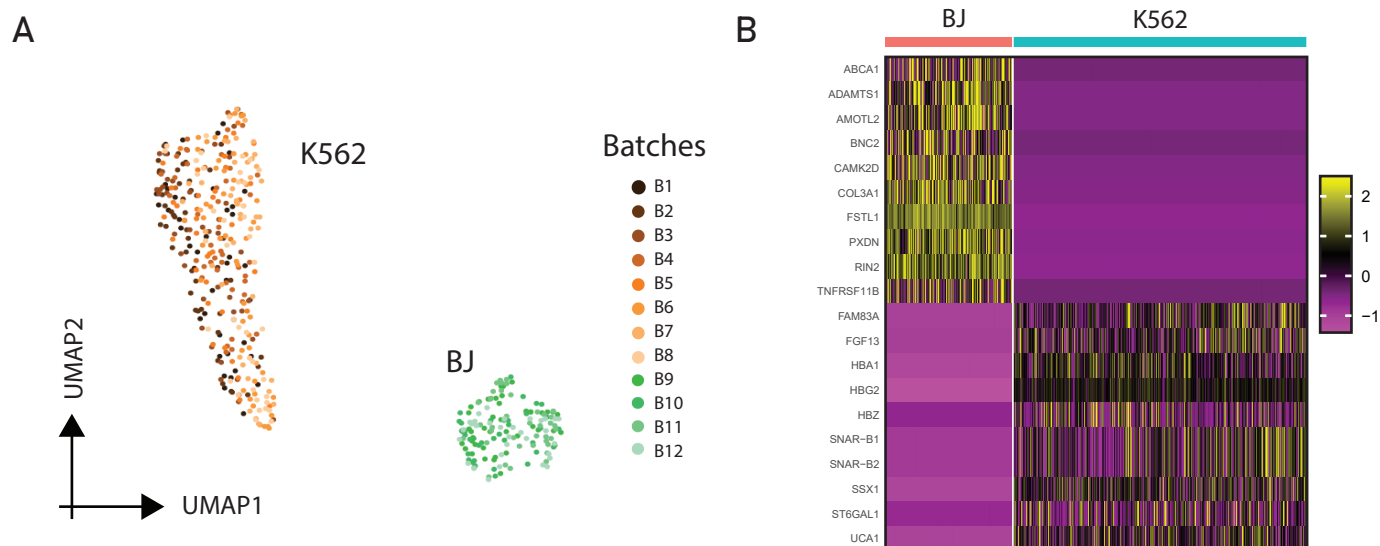 A
K562
Batches
B1
B2
B3
B4
B5
B6
B7
B8
B9
B10
B11
B12
BJ
UMAP2
UMAP1
B
BJ
K562
ABCA1
ADAMTS1
AMOTL2
BNC2
CAMK2D
COL3A1
FSTL1
PXDN
RIN2
TNFRSF11B
FAM83A
FGF13
HBA1
HBG2
HBZ
SNAR−B1
SNAR−B2
SSX1
ST6GAL1
UCA1
2
1
0
−1